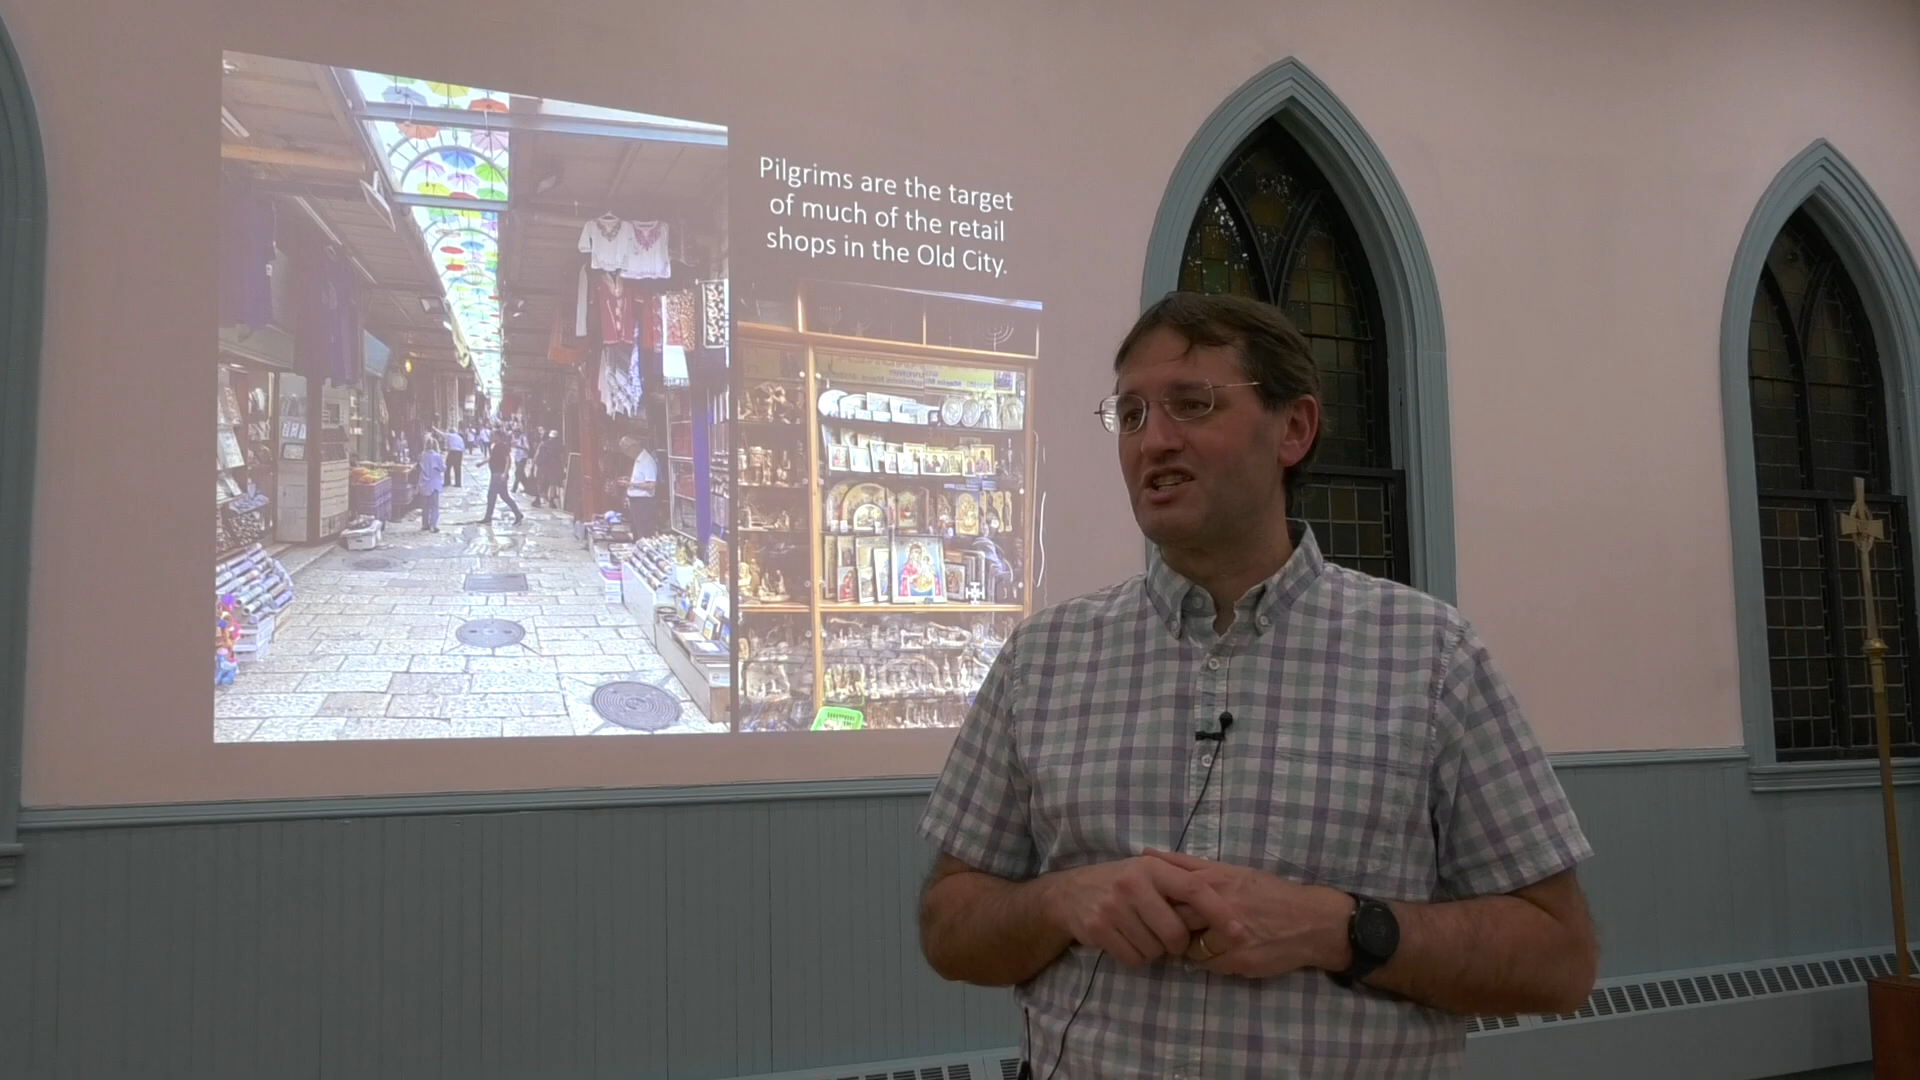 Pilgrims are the target
of much of the retail
shops in the Old City.